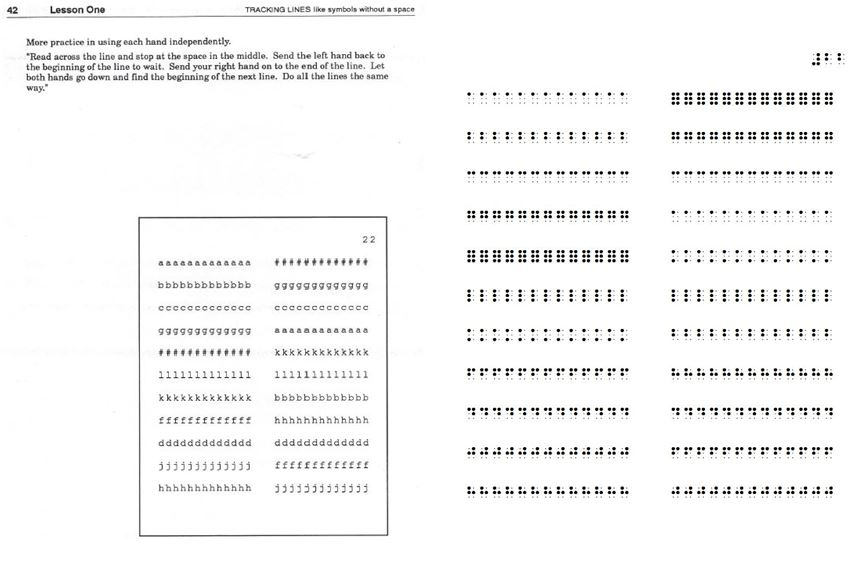 42 Lesson One TRACKING LINES like symbols without a space
More practice in using each hand independently.
"Read across the line and stop at the space in the middle. Send the left hand back to
the beginning of the line to wait. Send your right hand on to the end of the line. Let
both hands go down and find the beginning of the next line. Do all the lines the same
way."
22
aaaaaaaaaaaaa #############
bbbbbbbbbbbbb ggggggggggggg
ccccccccccccc ccccccccccccc
ggggggggggggg aaaaaaaaaaaaa
############# kkkkkkkkkkkkk
lllllllllllll lllllllllllll
kkkkkkkkkkkkk bbbbbbbbbbbbb
fffffffffffff hhhhhhhhhhhhh
ddddddddddddd ddddddddddddd
jjjjjjjjjjjjj fffffffffffff
hhhhhhhhhhhhh jjjjjjjjjjjjj
⠼⠃⠃
⠁⠁⠁⠁⠁⠁⠁⠁⠁⠁⠁⠁⠁ ⠿⠿⠿⠿⠿⠿⠿⠿⠿⠿⠿⠿⠿
⠃⠃⠃⠃⠃⠃⠃⠃⠃⠃⠃⠃⠃ ⠛⠛⠛⠛⠛⠛⠛⠛⠛⠛⠛⠛⠛
⠉⠉⠉⠉⠉⠉⠉⠉⠉⠉⠉⠉⠉ ⠉⠉⠉⠉⠉⠉⠉⠉⠉⠉⠉⠉⠉
⠛⠛⠛⠛⠛⠛⠛⠛⠛⠛⠛⠛⠛ ⠁⠁⠁⠁⠁⠁⠁⠁⠁⠁⠁⠁⠁
⠿⠿⠿⠿⠿⠿⠿⠿⠿⠿⠿⠿⠿ ⠅⠅⠅⠅⠅⠅⠅⠅⠅⠅⠅⠅⠅
⠇⠇⠇⠇⠇⠇⠇⠇⠇⠇⠇⠇⠇ ⠇⠇⠇⠇⠇⠇⠇⠇⠇⠇⠇⠇⠇
⠅⠅⠅⠅⠅⠅⠅⠅⠅⠅⠅⠅⠅ ⠃⠃⠃⠃⠃⠃⠃⠃⠃⠃⠃⠃⠃
⠋⠋⠋⠋⠋⠋⠋⠋⠋⠋⠋⠋⠋ ⠓⠓⠓⠓⠓⠓⠓⠓⠓⠓⠓⠓⠓
⠙⠙⠙⠙⠙⠙⠙⠙⠙⠙⠙⠙⠙ ⠙⠙⠙⠙⠙⠙⠙⠙⠙⠙⠙⠙⠙
⠚⠚⠚⠚⠚⠚⠚⠚⠚⠚⠚⠚⠚ ⠋⠋⠋⠋⠋⠋⠋⠋⠋⠋⠋⠋⠋
⠓⠓⠓⠓⠓⠓⠓⠓⠓⠓⠓⠓⠓ ⠚⠚⠚⠚⠚⠚⠚⠚⠚⠚⠚⠚⠚